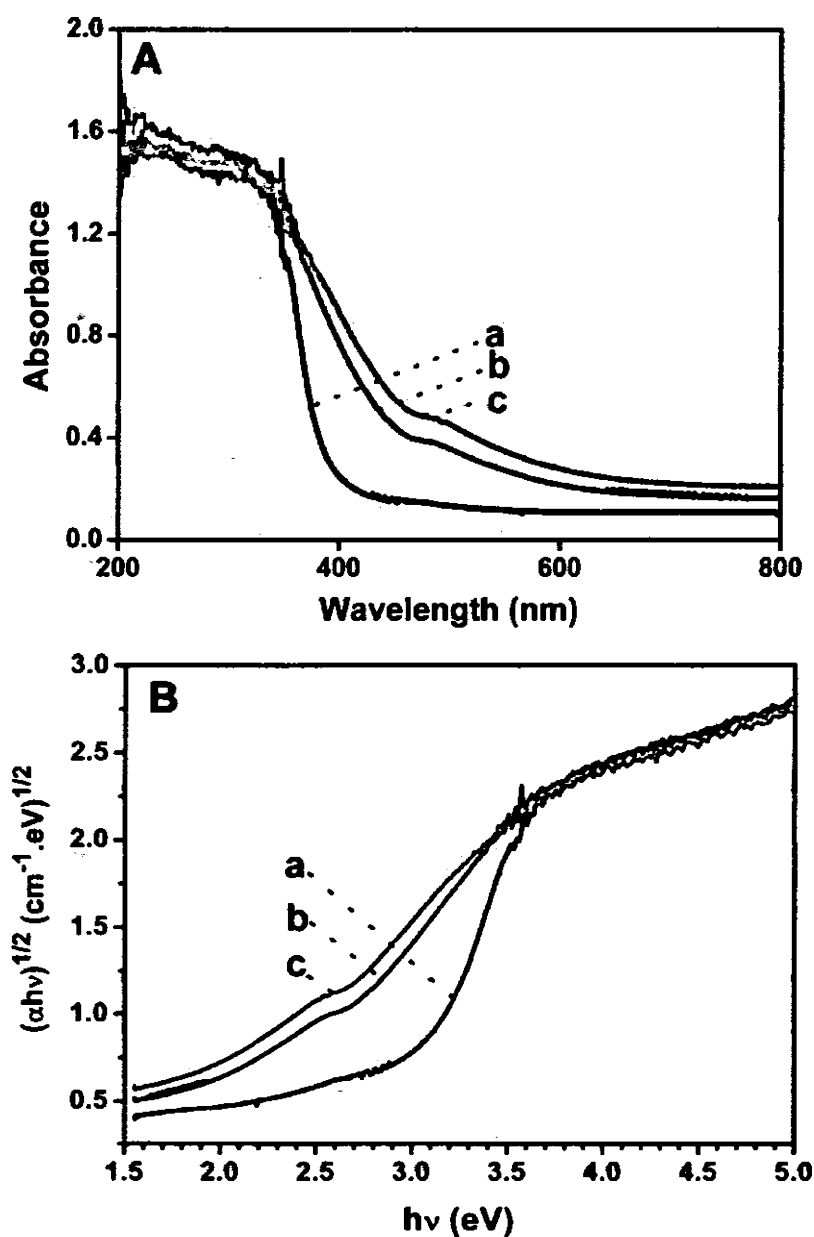 A
2.0
1.6
1.2
0.8
0.4
0.0
Absorbance
a
b
c
200 400 600 800
Wavelength (nm)
B
3.0
2.5
2.0
1.5
1.0
0.5
(αhν)1/2 (cm-1.eV)1/2
a
b
c
1.5 2.0 2.5 3.0 3.5 4.0 4.5 5.0
hν (eV)